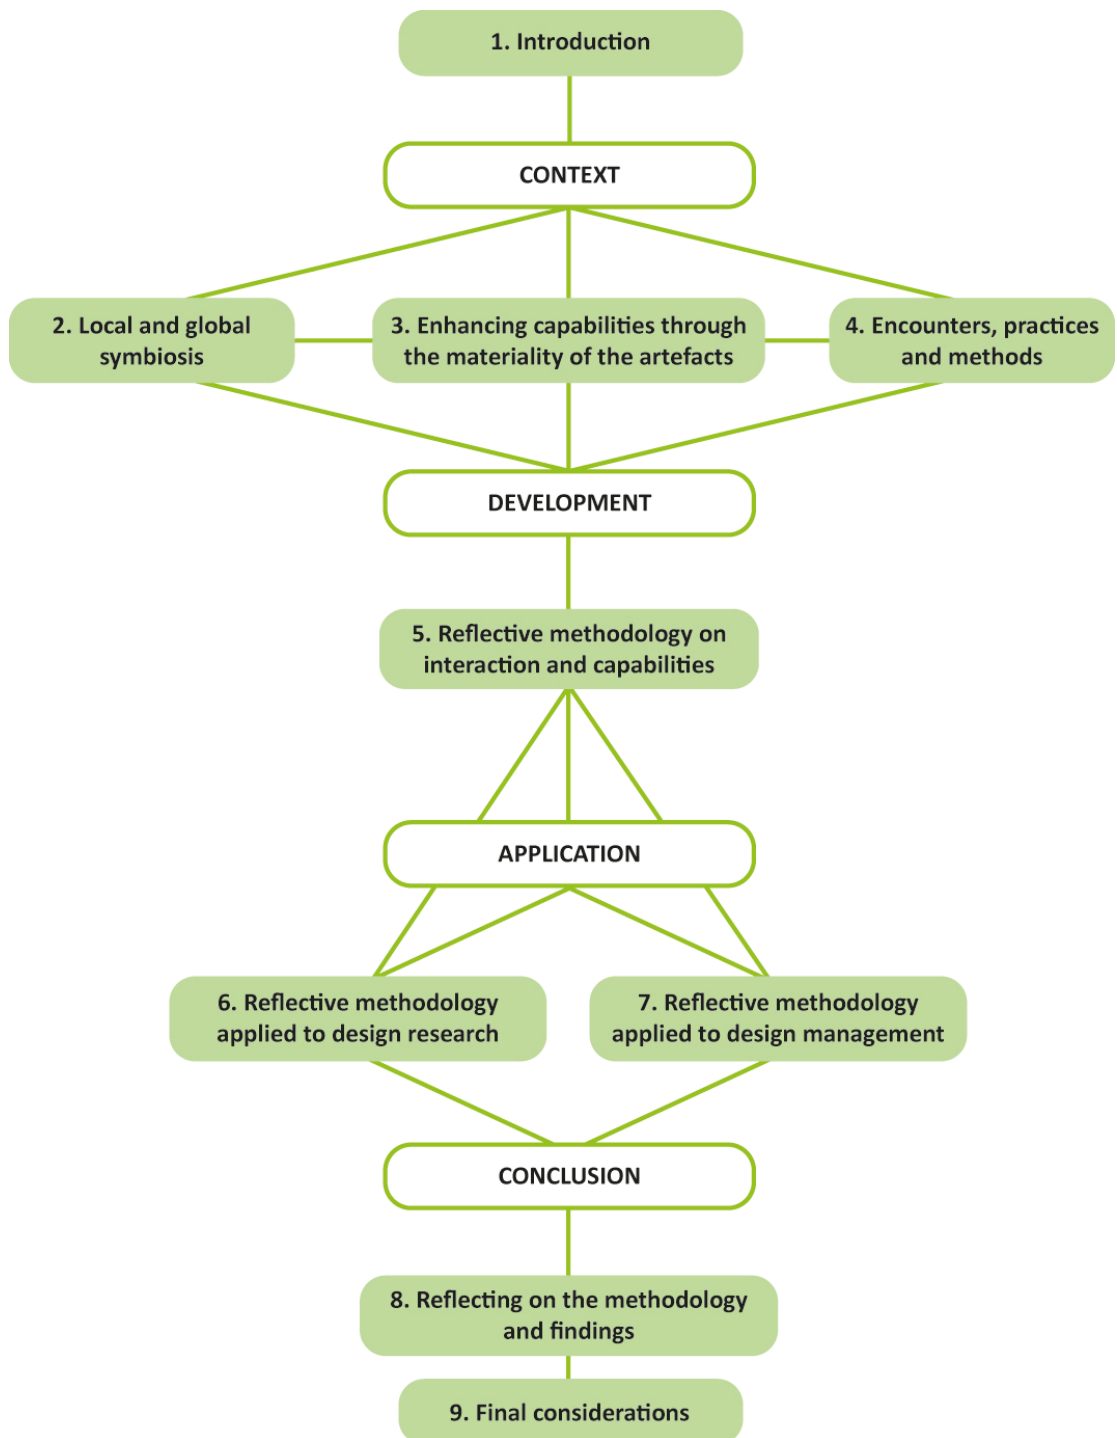 1. Introduction
CONTEXT
2. Local and global
symbiosis
3. Enhancing capabilities through
the materiality of the artefacts
4. Encounters, practices
and methods
DEVELOPMENT
5. Reflective methodology on
interaction and capabilities
APPLICATION
6. Reflective methodology
applied to design research
7. Reflective methodology
applied to design management
CONCLUSION
8. Reflecting on the methodology
and findings
9. Final considerations